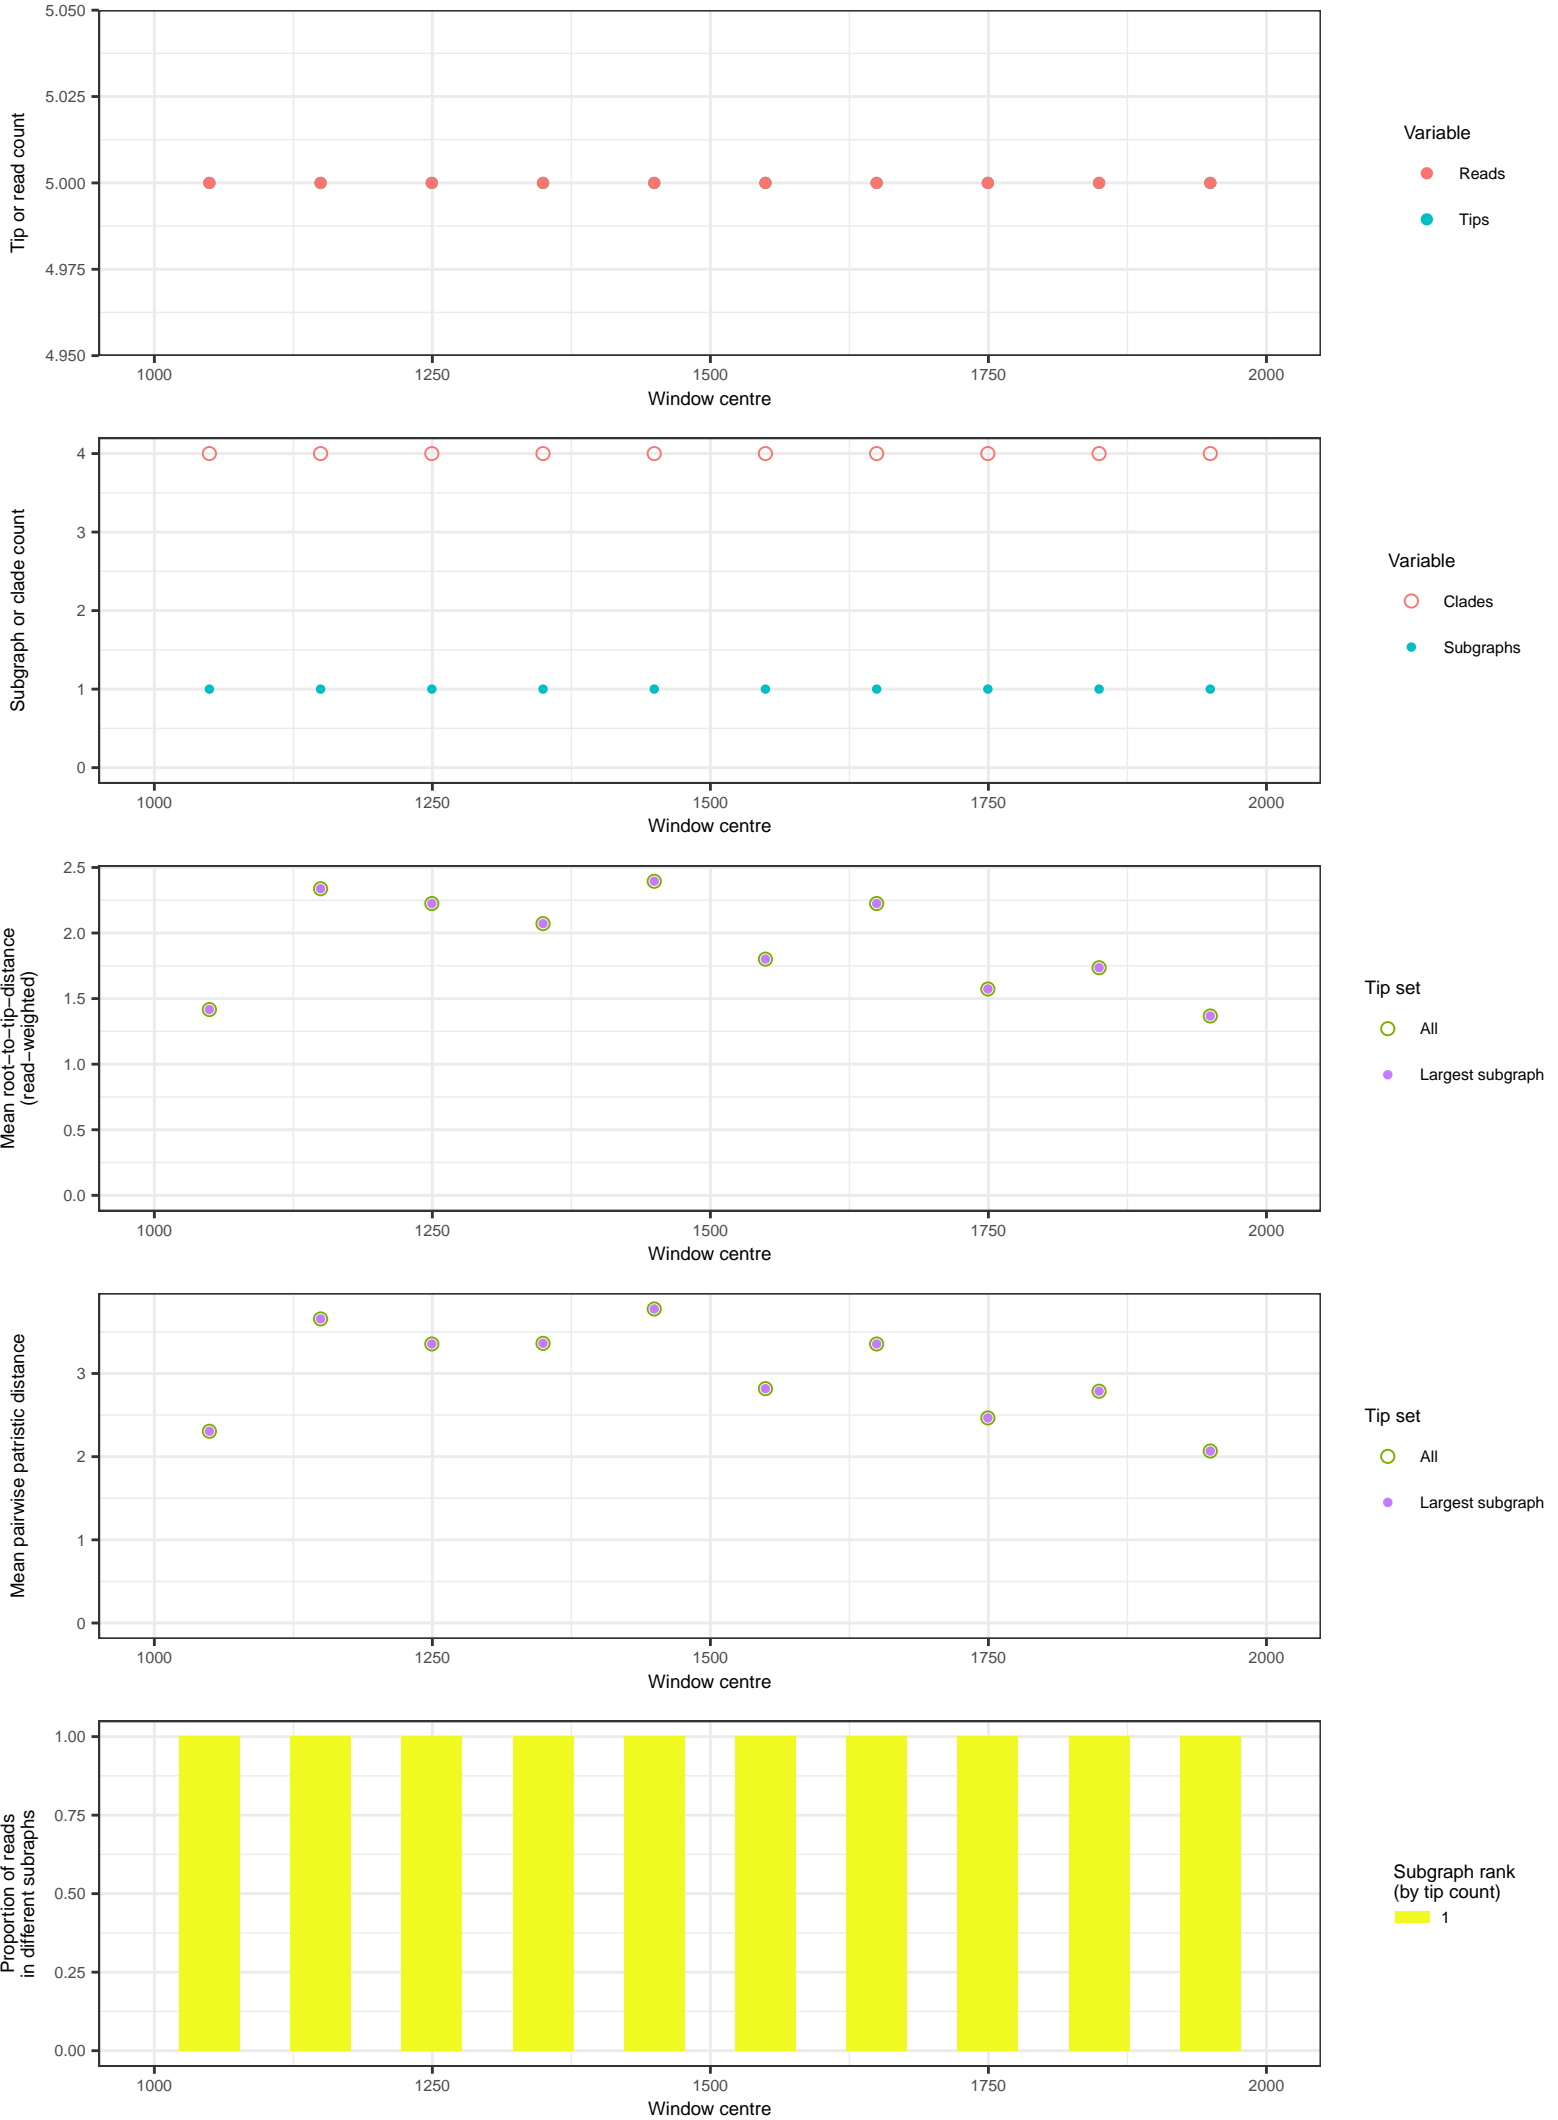 5.050
5.025
5.000
4.975
4.950
Tip or read count
1000 1250 1500 1750 2000
Window centre
Variable
Reads
Tips
4
3
2
1
0
Subgraph or clade count
1000 1250 1500 1750 2000
Window centre
Variable
Clades
Subgraphs
2.5
2.0
1.5
1.0
0.5
0.0
Mean root−to−tip−distance
(read−weighted)
1000 1250 1500 1750 2000
Window centre
Tip set
All
Largest subgraph
3
2
1
0
Mean pairwise patristic distance
1000 1250 1500 1750 2000
Window centre
Tip set
All
Largest subgraph
1.00
0.75
0.50
0.25
0.00
Proportion of reads
in different subraphs
1000 1250 1500 1750 2000
Window centre
Subgraph rank
(by tip count)
1